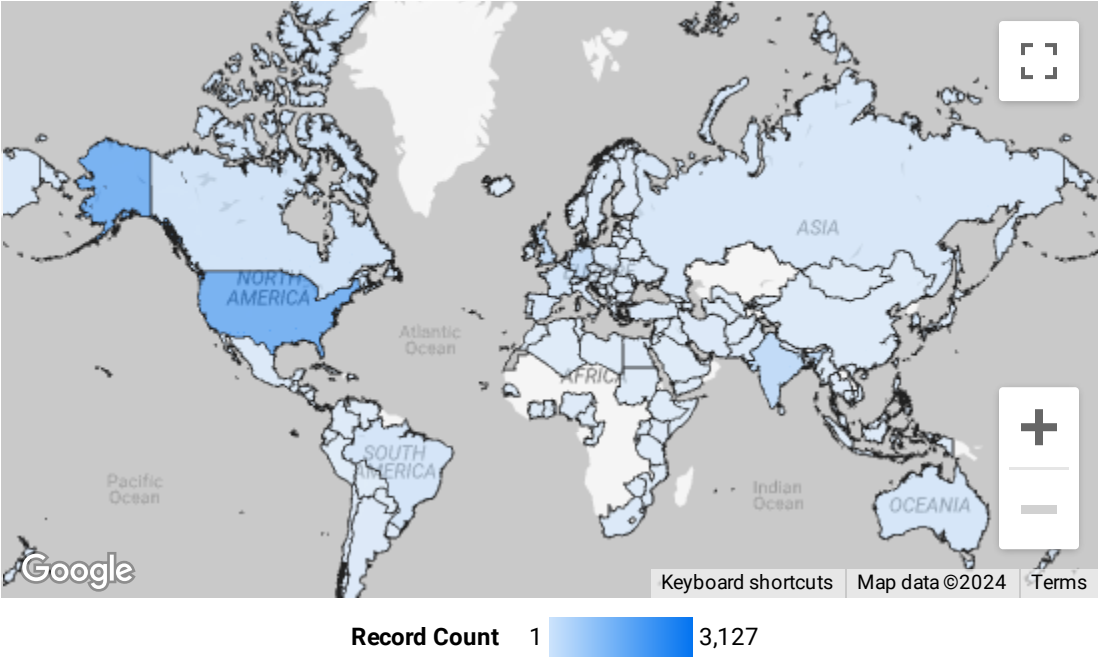 ASIA
NORTH
AMERICA
EUROPE
Atlantic
Ocean
AFRICA
SOUTH
AMERICA
Pacific
Ocean
Indian
Ocean
OCEANIA
Google
Keyboard shortcuts
Map data ©2024
Terms
Record Count 1 3,127